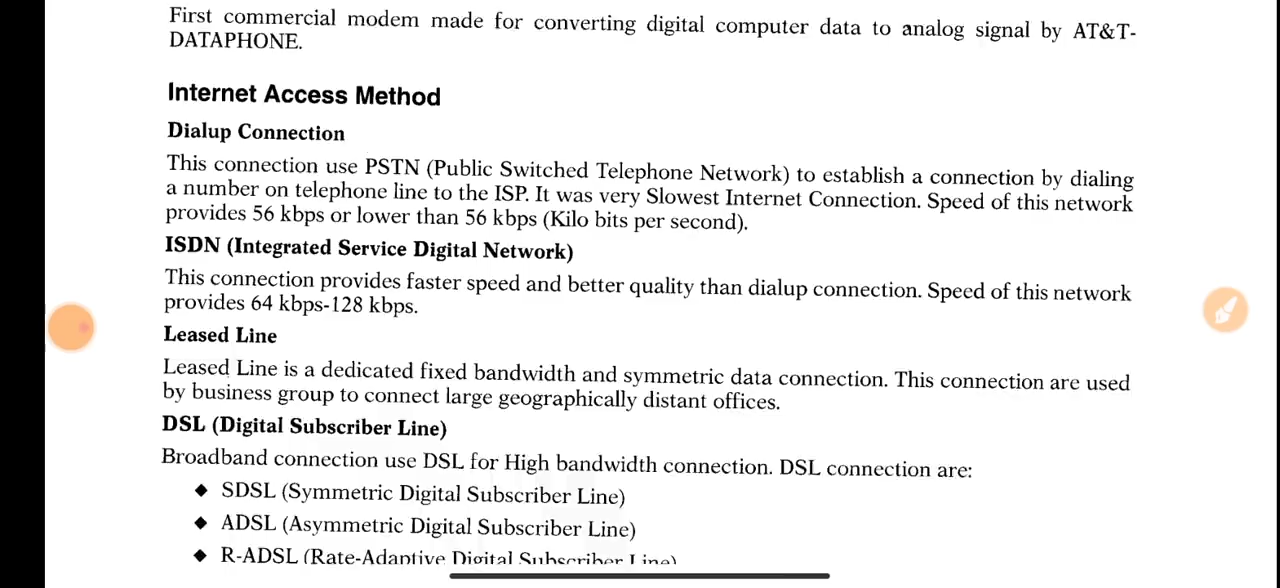 First commercial modem made for converting digital computer data to analog signal by AT&T-
DATAPHONE.
Internet Access Method
Dialup Connection
This connection use PSTN (Public Switched Telephone Network) to establish a connection by dialing
a number on telephone line to the ISP. It was very Slowest Internet Connection. Speed of this network
provides 56 kbps or lower than 56 kbps (Kilo bits per second).
ISDN (Integrated Service Digital Network)
This connection provides faster speed and better quality than dialup connection. Speed of this network
provides 64 kbps-128 kbps.
Leased Line
Leased Line is a dedicated fixed bandwidth and symmetric data connection. This connection are used
by business group to connect large geographically distant offices.
DSL (Digital Subscriber Line)
Broadband connection use DSL for High bandwidth connection. DSL connection are:
◆ SDSL (Symmetric Digital Subscriber Line)
◆ ADSL (Asymmetric Digital Subscriber Line)
◆ R-ADSL (Rate-Adaptive Digital Subscriber Line)